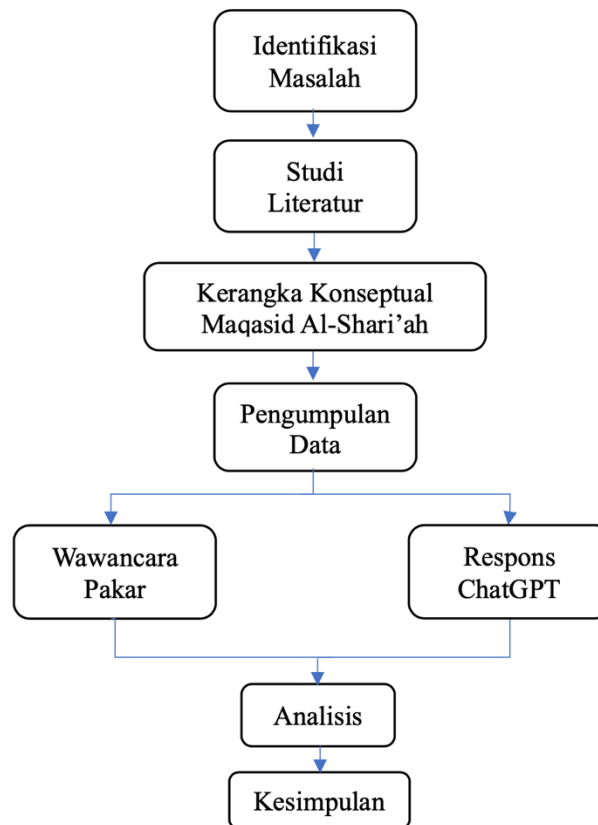 Identifikasi
Masalah
Studi
Literatur
Kerangka Konseptual
Maqasid Al-Shari’ah
Pengumpulan
Data
Wawancara
Pakar
Respons
ChatGPT
Analisis
Kesimpulan